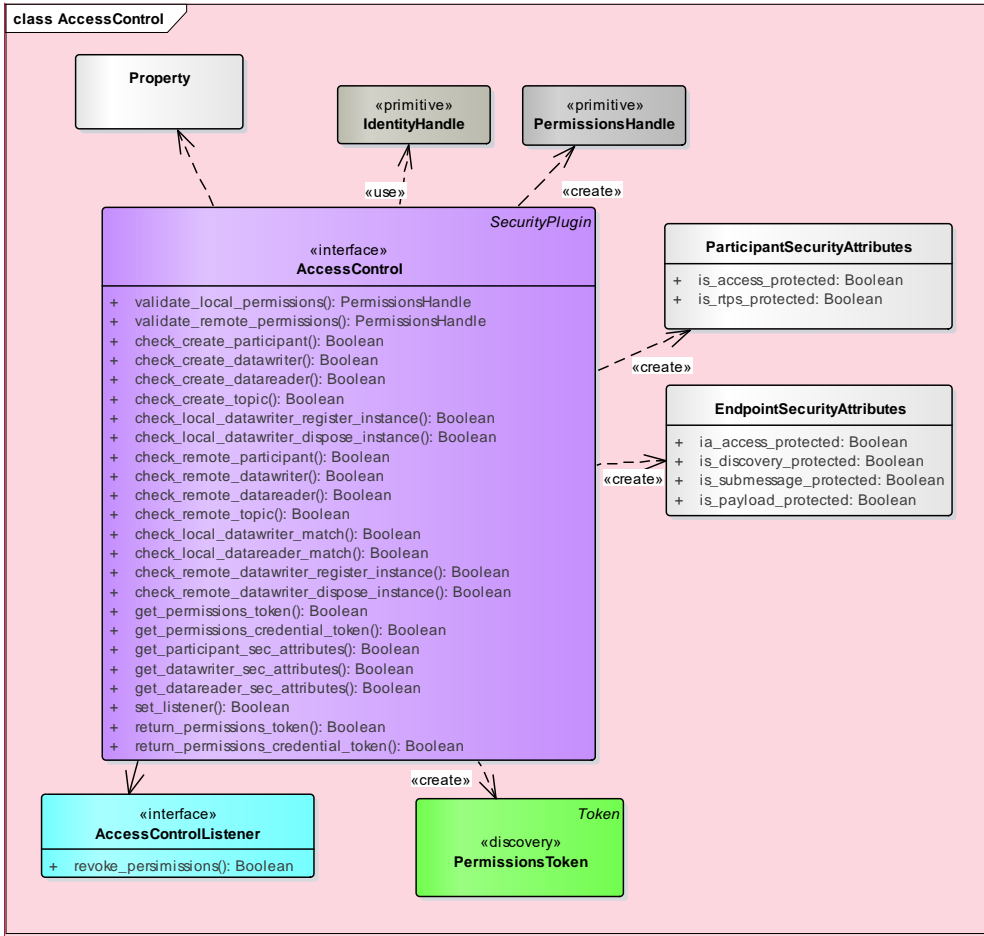 class AccessControl
Property
«primitive»
IdentityHandle
«primitive»
PermissionsHandle
«use»
«create»
SecurityPlugin
«interface»
AccessControl
+ validate_local_permissions(): PermissionsHandle
+ validate_remote_permissions(): PermissionsHandle
+ check_create_participant(): Boolean
+ check_create_datawriter(): Boolean
+ check_create_datareader(): Boolean
+ check_create_topic(): Boolean
+ check_local_datawriter_register_instance(): Boolean
+ check_local_datawriter_dispose_instance(): Boolean
+ check_remote_participant(): Boolean
+ check_remote_datawriter(): Boolean
+ check_remote_datareader(): Boolean
+ check_remote_topic(): Boolean
+ check_local_datawriter_match(): Boolean
+ check_local_datareader_match(): Boolean
+ check_remote_datawriter_register_instance(): Boolean
+ check_remote_datawriter_dispose_instance(): Boolean
+ get_permissions_token(): Boolean
+ get_permissions_credential_token(): Boolean
+ get_participant_sec_attributes(): Boolean
+ get_datawriter_sec_attributes(): Boolean
+ get_datareader_sec_attributes(): Boolean
+ set_listener(): Boolean
+ return_permissions_token(): Boolean
+ return_permissions_credential_token(): Boolean
ParticipantSecurityAttributes
+ is_access_protected: Boolean
+ is_rtps_protected: Boolean
«create»
EndpointSecurityAttributes
+ ia_access_protected: Boolean
+ is_discovery_protected: Boolean
+ is_submessage_protected: Boolean
+ is_payload_protected: Boolean
«create»
«create»
«interface»
AccessControlListener
+ revoke_persimissions(): Boolean
Token
«discovery»
PermissionsToken